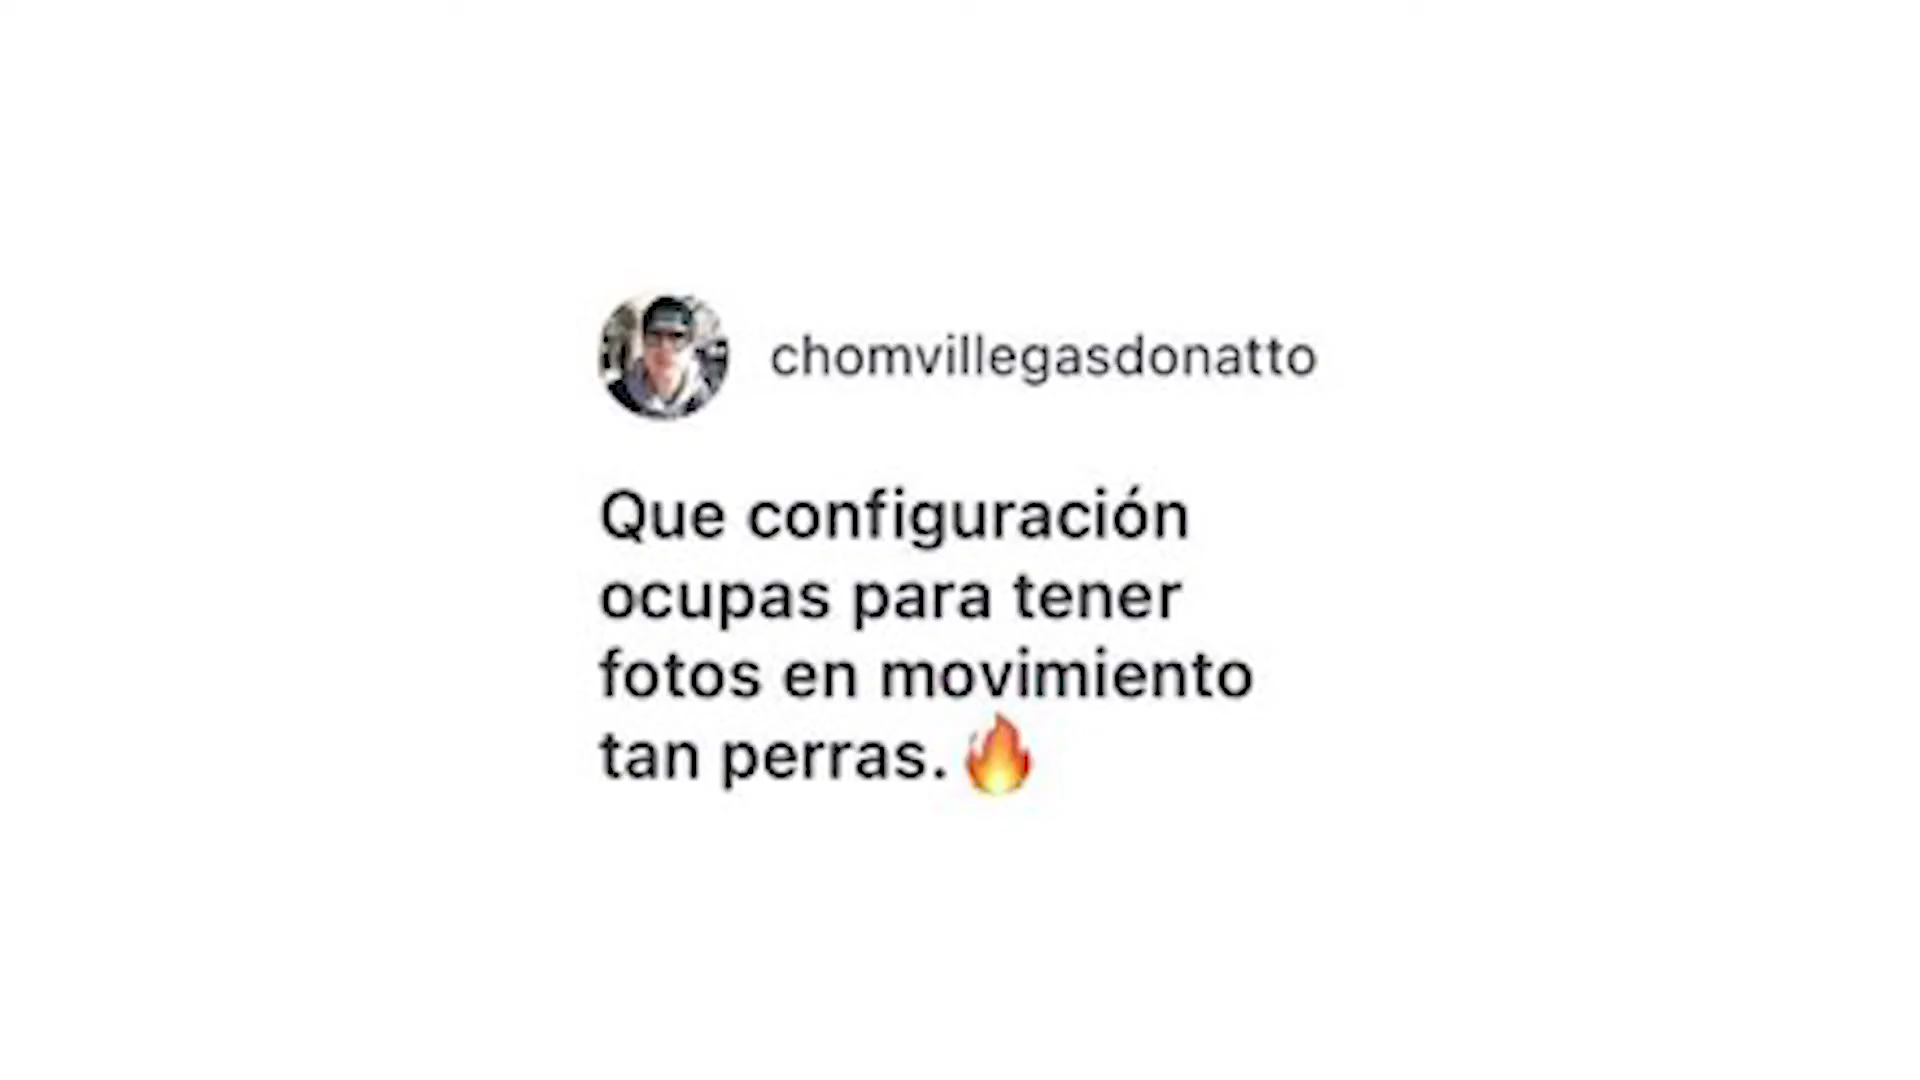 chomvillegasdonatto
Que configuración
ocupas para tener
fotos en movimiento
tan perras.🔥